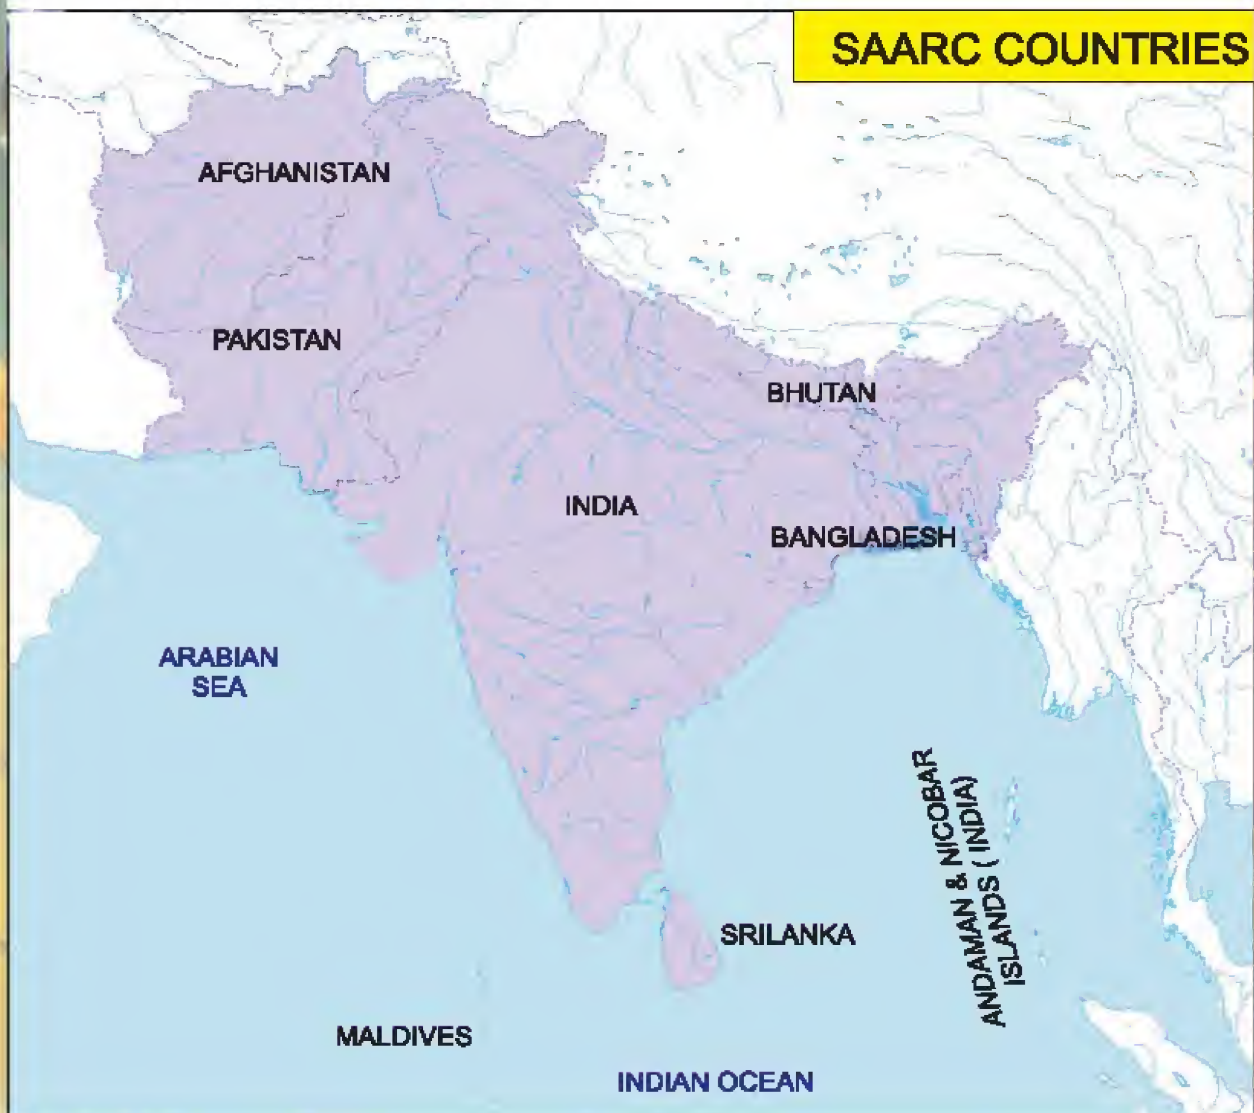 SAARC COUNTRIES
AFGHANISTAN
PAKISTAN
BHUTAN
INDIA
BANGLADESH
ARABIAN
SEA
ANDAMAN & NICOBAR
ISLANDS ( INDIA)
SRILANKA
MALDIVES
INDIAN OCEAN